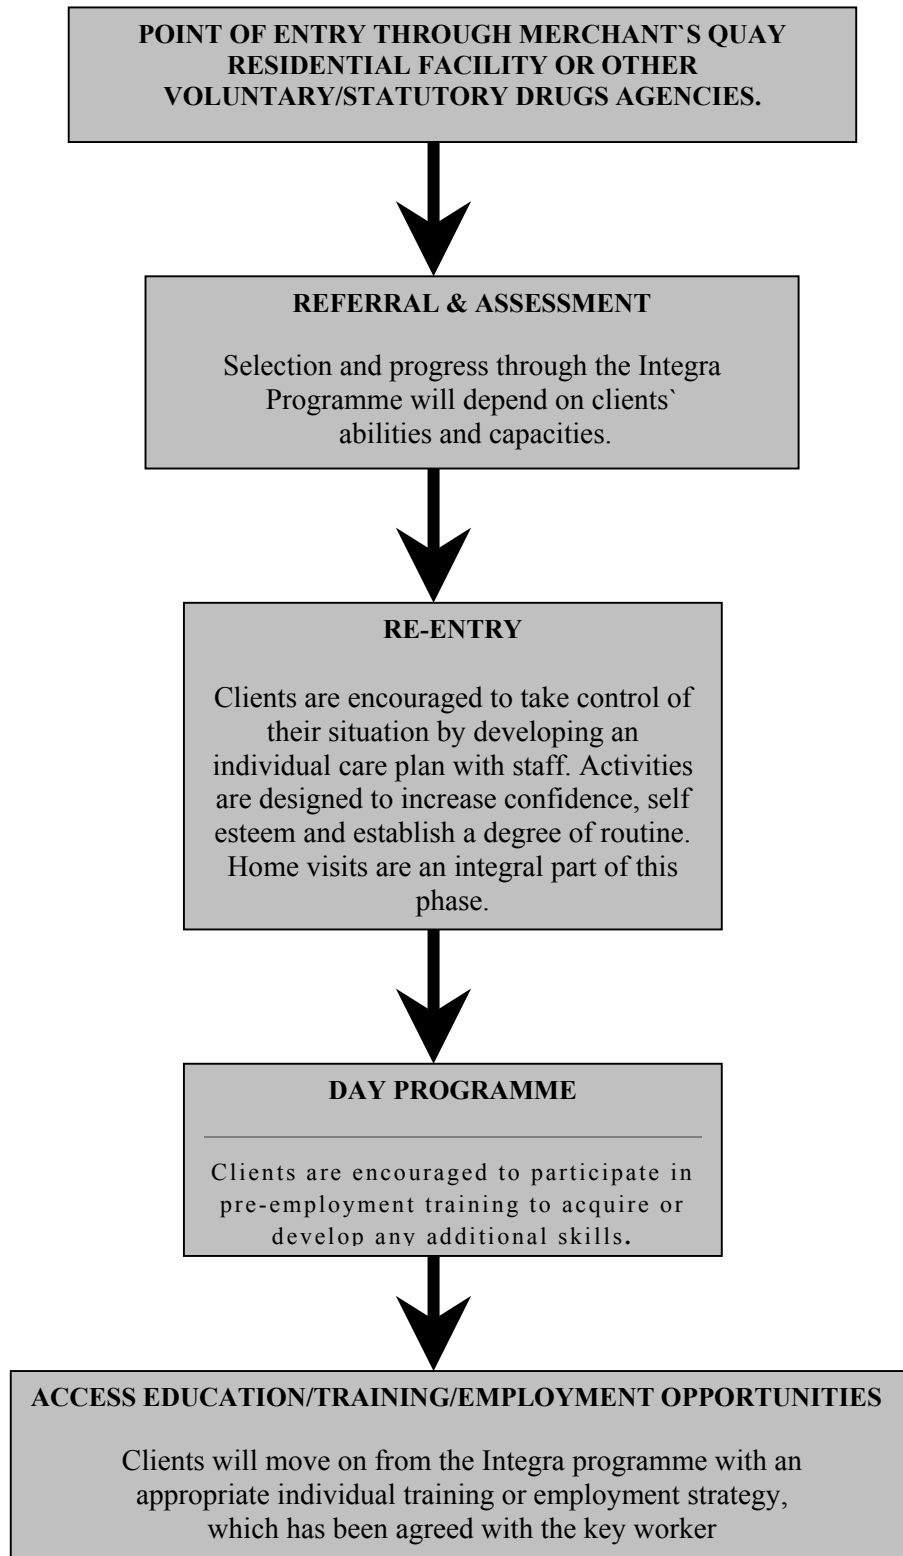 POINT OF ENTRY THROUGH MERCHANT`S QUAY
RESIDENTIAL FACILITY OR OTHER
VOLUNTARY/STATUTORY DRUGS AGENCIES.
REFERRAL & ASSESSMENT
Selection and progress through the Integra
Programme will depend on clients`
abilities and capacities.
RE-ENTRY
Clients are encouraged to take control of
their situation by developing an
individual care plan with staff. Activities
are designed to increase confidence, self
esteem and establish a degree of routine.
Home visits are an integral part of this
phase.
DAY PROGRAMME
Clients are encouraged to participate in
pre-employment training to acquire or
develop any additional skills.
ACCESS EDUCATION/TRAINING/EMPLOYMENT OPPORTUNITIES
Clients will move on from the Integra programme with an
appropriate individual training or employment strategy,
which has been agreed with the key worker